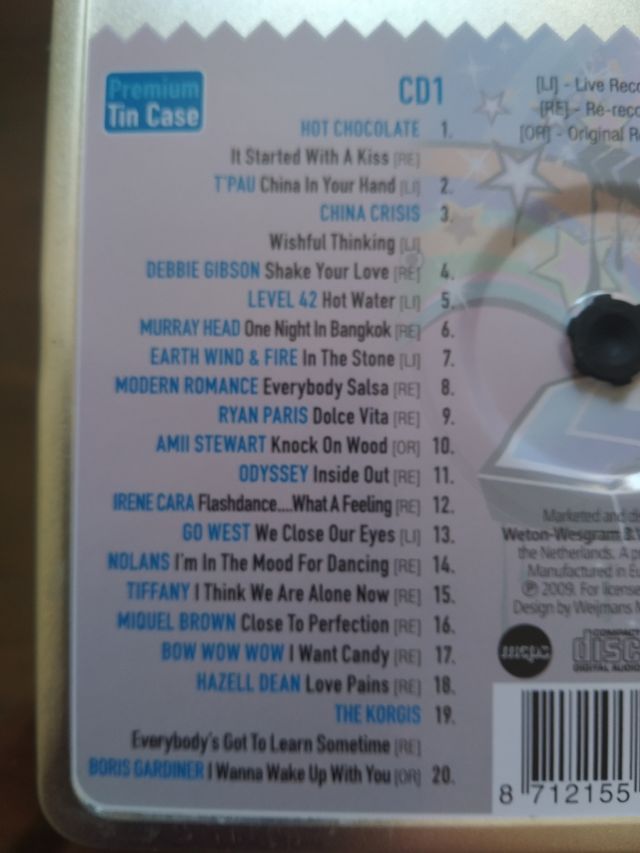 Premium
Tin Case
CD1
[LI] - Live Reco
[RE] - Re-reco
[OR] - Original R
HOT CHOCOLATE 1.
It Started With A Kiss [RE]
T'PAU China In Your Hand [LI] 2.
CHINA CRISIS 3.
Wishful Thinking [LI]
DEBBIE GIBSON Shake Your Love [RE] 4.
LEVEL 42 Hot Water [LI] 5.
MURRAY HEAD One Night In Bangkok [RE] 6.
EARTH WIND & FIRE In The Stone [LI] 7.
MODERN ROMANCE Everybody Salsa [RE] 8.
RYAN PARIS Dolce Vita [RE] 9.
AMII STEWART Knock On Wood [OR] 10.
ODYSSEY Inside Out [RE] 11.
IRENE CARA Flashdance....What A Feeling [RE] 12.
GO WEST We Close Our Eyes [LI] 13.
NOLANS I'm In The Mood For Dancing [RE] 14.
TIFFANY I Think We Are Alone Now [RE] 15.
MIQUEL BROWN Close To Perfection [RE] 16.
BOW WOW WOW I Want Candy [RE] 17.
HAZELL DEAN Love Pains [RE] 18.
THE KORGIS 19.
Everybody's Got To Learn Sometime [RE]
BORIS GARDINER I Wanna Wake Up With You [OR] 20.
Marketed and di
Weton-Wesgram
the Netherlands. A p
Manufactured in Eu
℗ 2009. For license
Design by Weijmans M
mcps
COMPACT
disc
DIGITAL AUDIO
8 712155